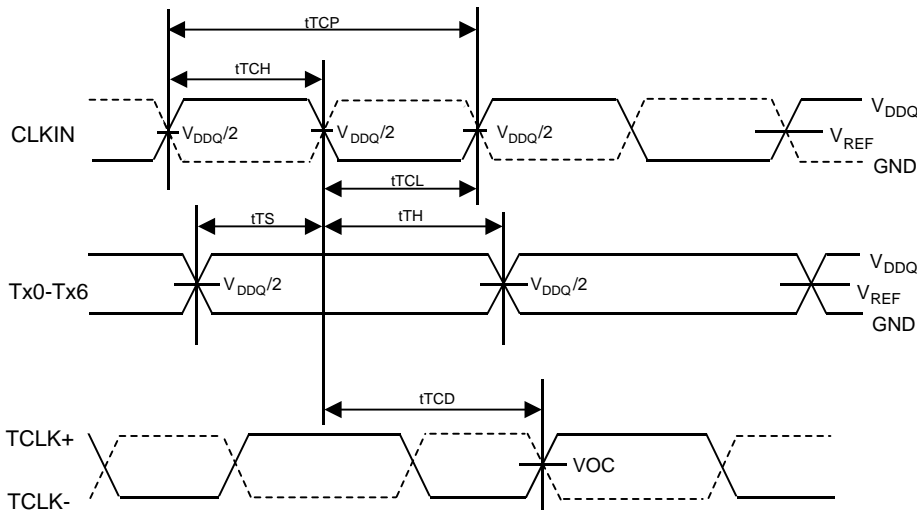 tTCP
tTCH
CLKIN
VDDQ/2
VDDQ/2
VDDQ/2
VDDQ
VREF
GND
tTCL
tTS
tTH
Tx0-Tx6
VDDQ/2
VDDQ/2
VDDQ
VREF
GND
tTCD
TCLK+
VOC
TCLK-